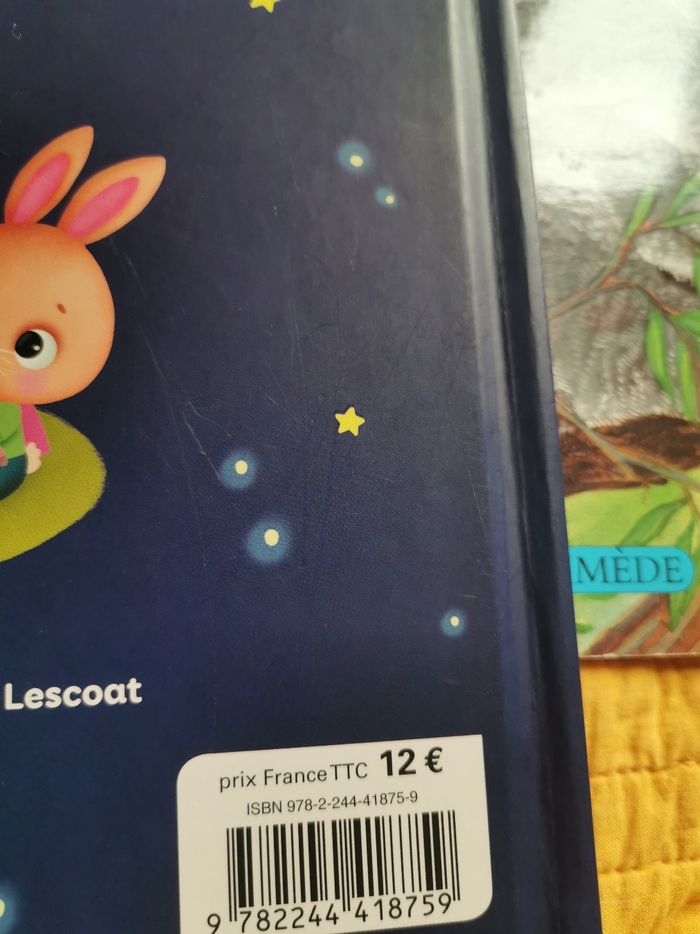 MÈDE
Lescoat
prix France TTC 12 €
ISBN 978-2-244-41875-9
9 782244 418759